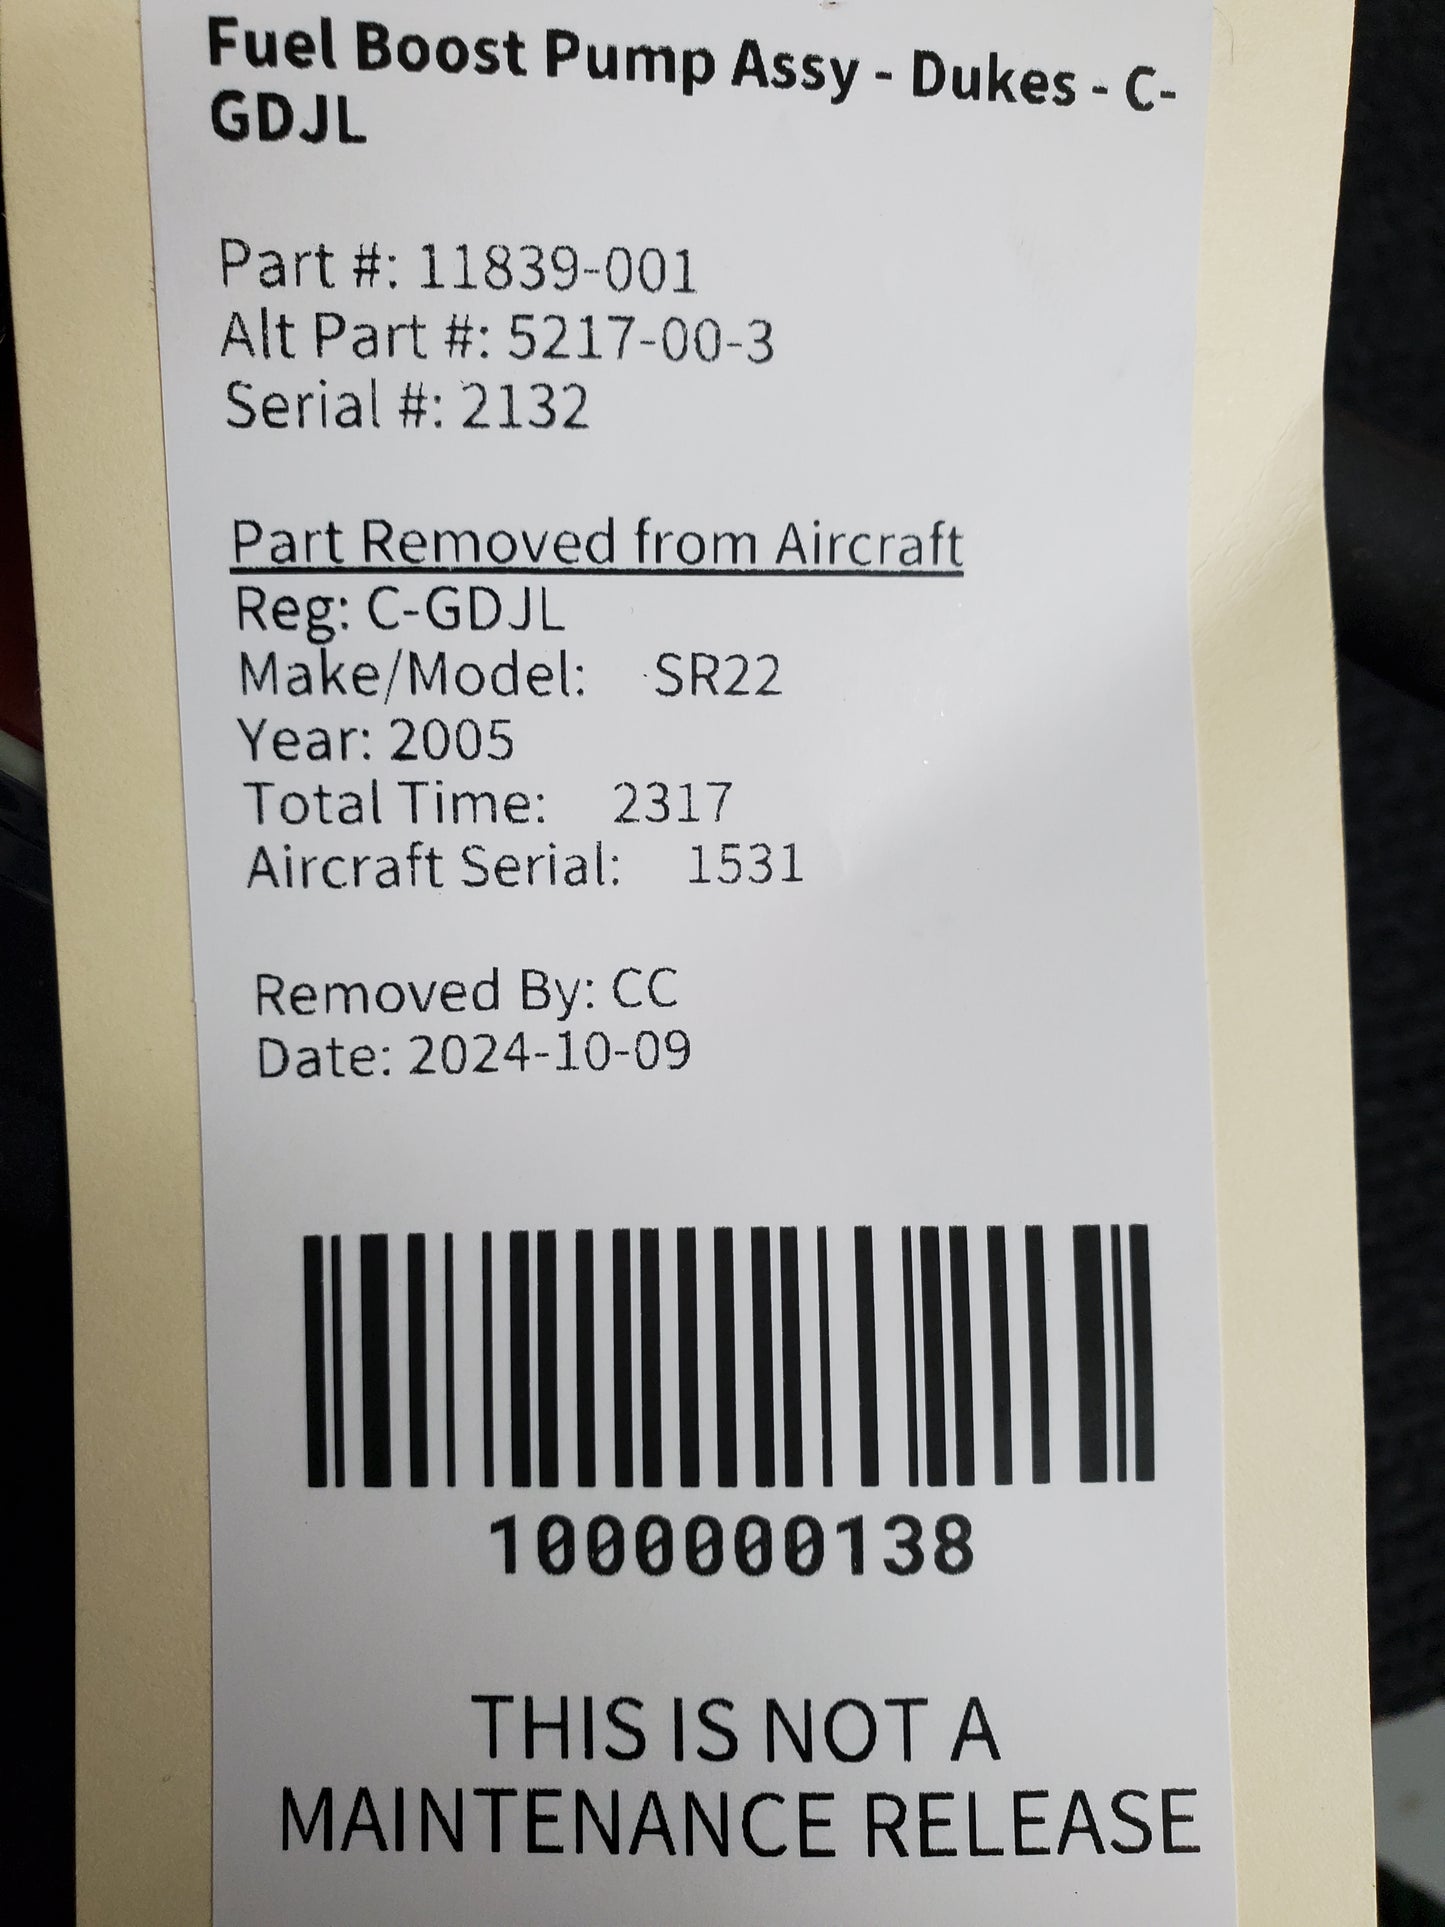 Fuel Boost Pump Assy - Dukes - C-
GDJL
Part #: 11839-001
Alt Part #: 5217-00-3
Serial #: 2132
Part Removed from Aircraft
Reg: C-GDJL
Make/Model: SR22
Year: 2005
Total Time: 2317
Aircraft Serial: 1531
Removed By: CC
Date: 2024-10-09
1000000138
THIS IS NOT A
MAINTENANCE RELEASE